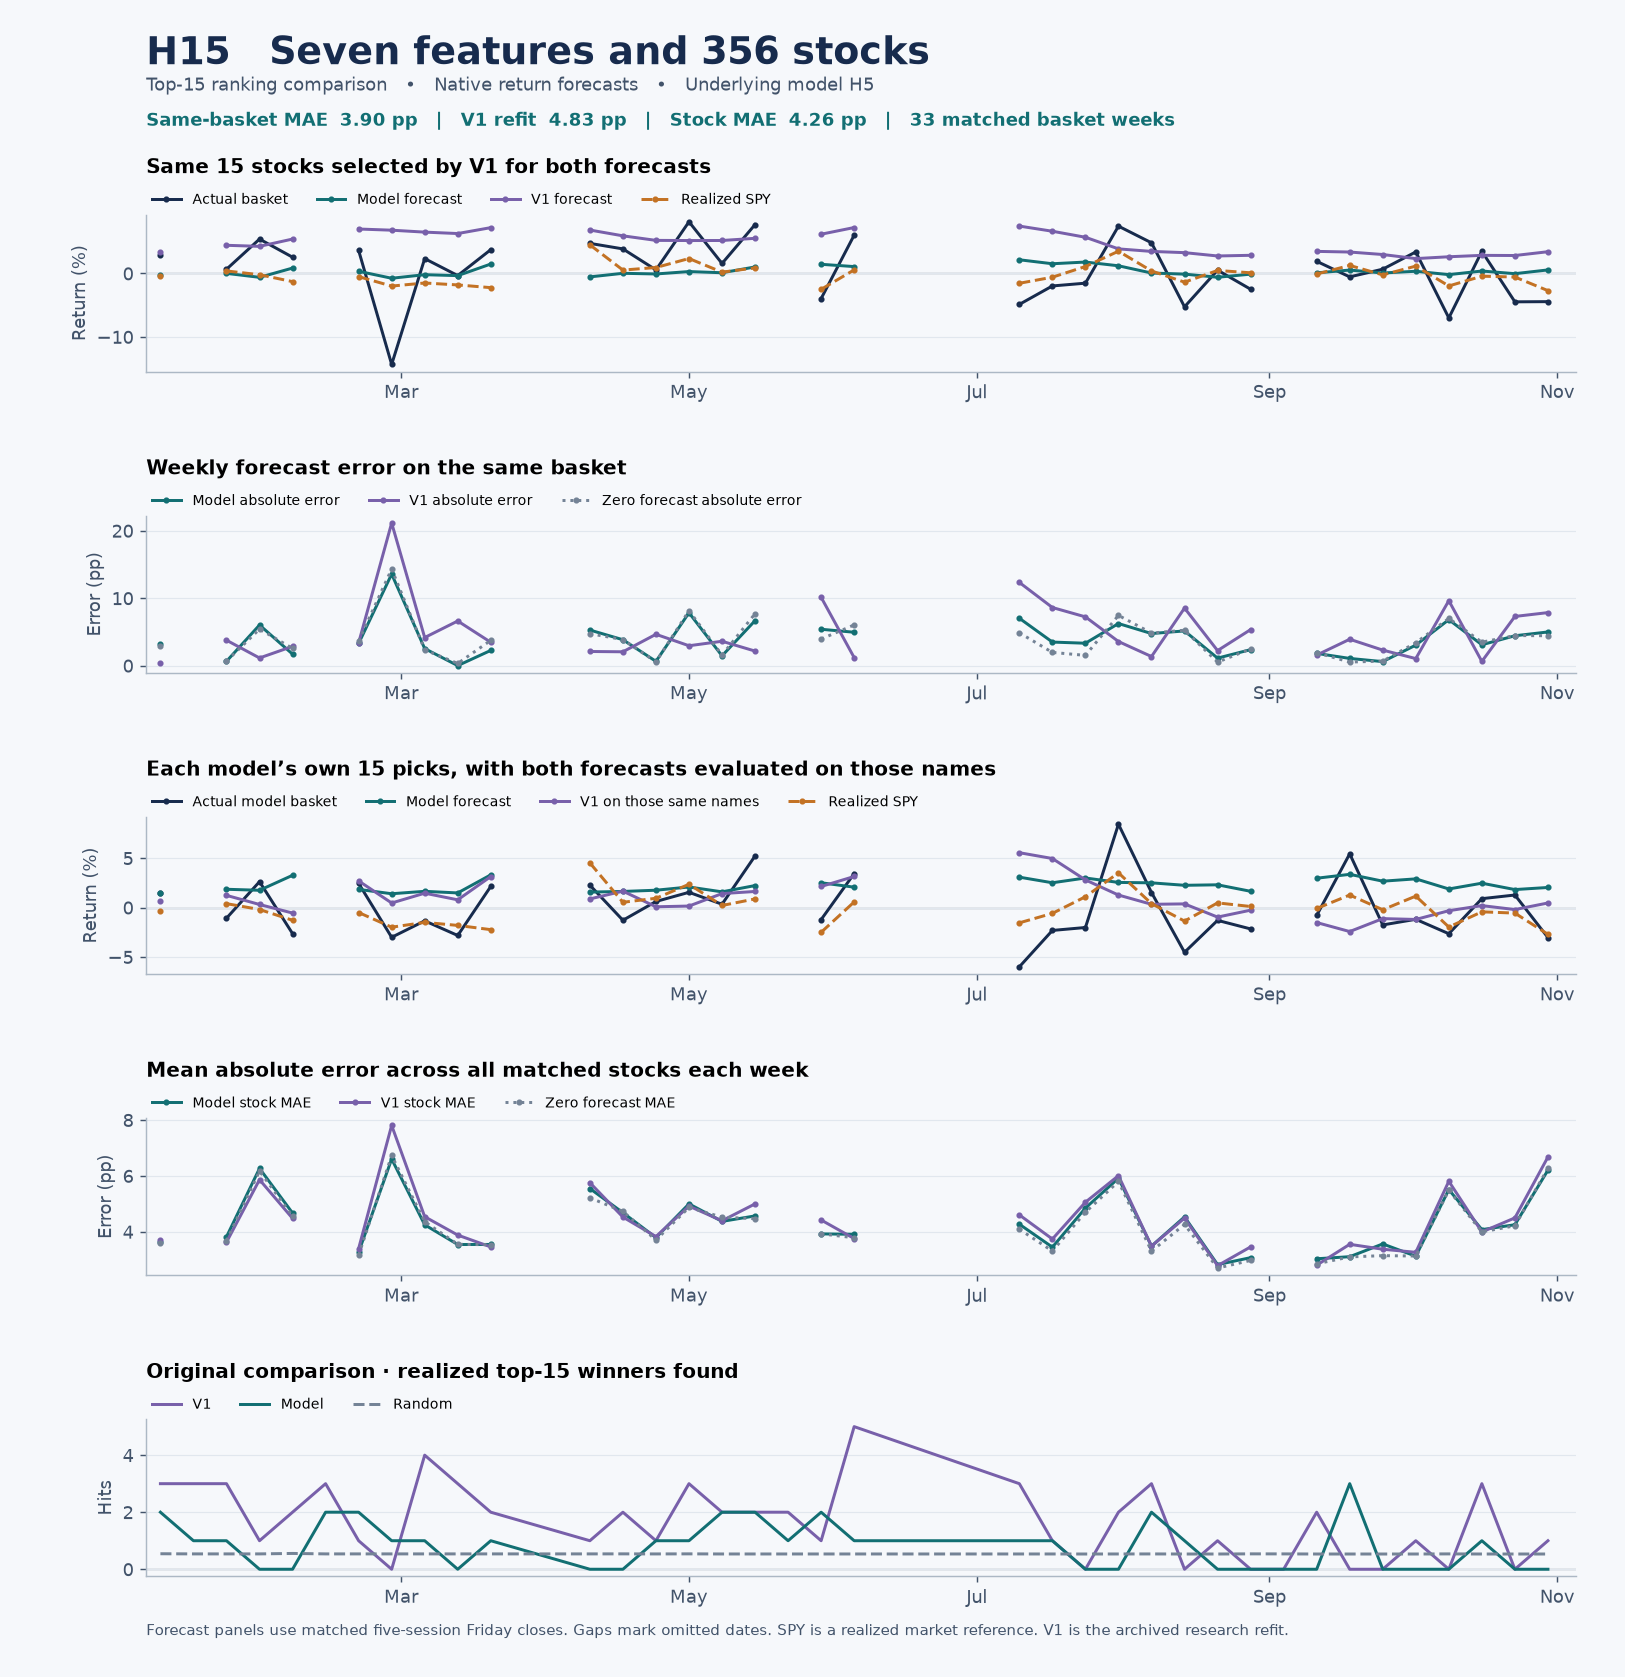 H15   Seven features and 356 stocks
Top-15 ranking comparison   •   Native return forecasts   •   Underlying model H5
Same-basket MAE  3.90 pp   |   V1 refit  4.83 pp   |   Stock MAE  4.26 pp   |   33 matched basket weeks
Same 15 stocks selected by V1 for both forecasts
Actual basket   Model forecast   V1 forecast   Realized SPY
Return (%)
0
−10
Mar   May   Jul   Sep   Nov
Weekly forecast error on the same basket
Model absolute error   V1 absolute error   Zero forecast absolute error
Error (pp)
20
10
0
Mar   May   Jul   Sep   Nov
Each model’s own 15 picks, with both forecasts evaluated on those names
Actual model basket   Model forecast   V1 on those same names   Realized SPY
Return (%)
5
0
−5
Mar   May   Jul   Sep   Nov
Mean absolute error across all matched stocks each week
Model stock MAE   V1 stock MAE   Zero forecast MAE
Error (pp)
8
6
4
Mar   May   Jul   Sep   Nov
Original comparison · realized top-15 winners found
V1   Model   Random
Hits
4
2
0
Mar   May   Jul   Sep   Nov
Forecast panels use matched five-session Friday closes. Gaps mark omitted dates. SPY is a realized market reference. V1 is the archived research refit.